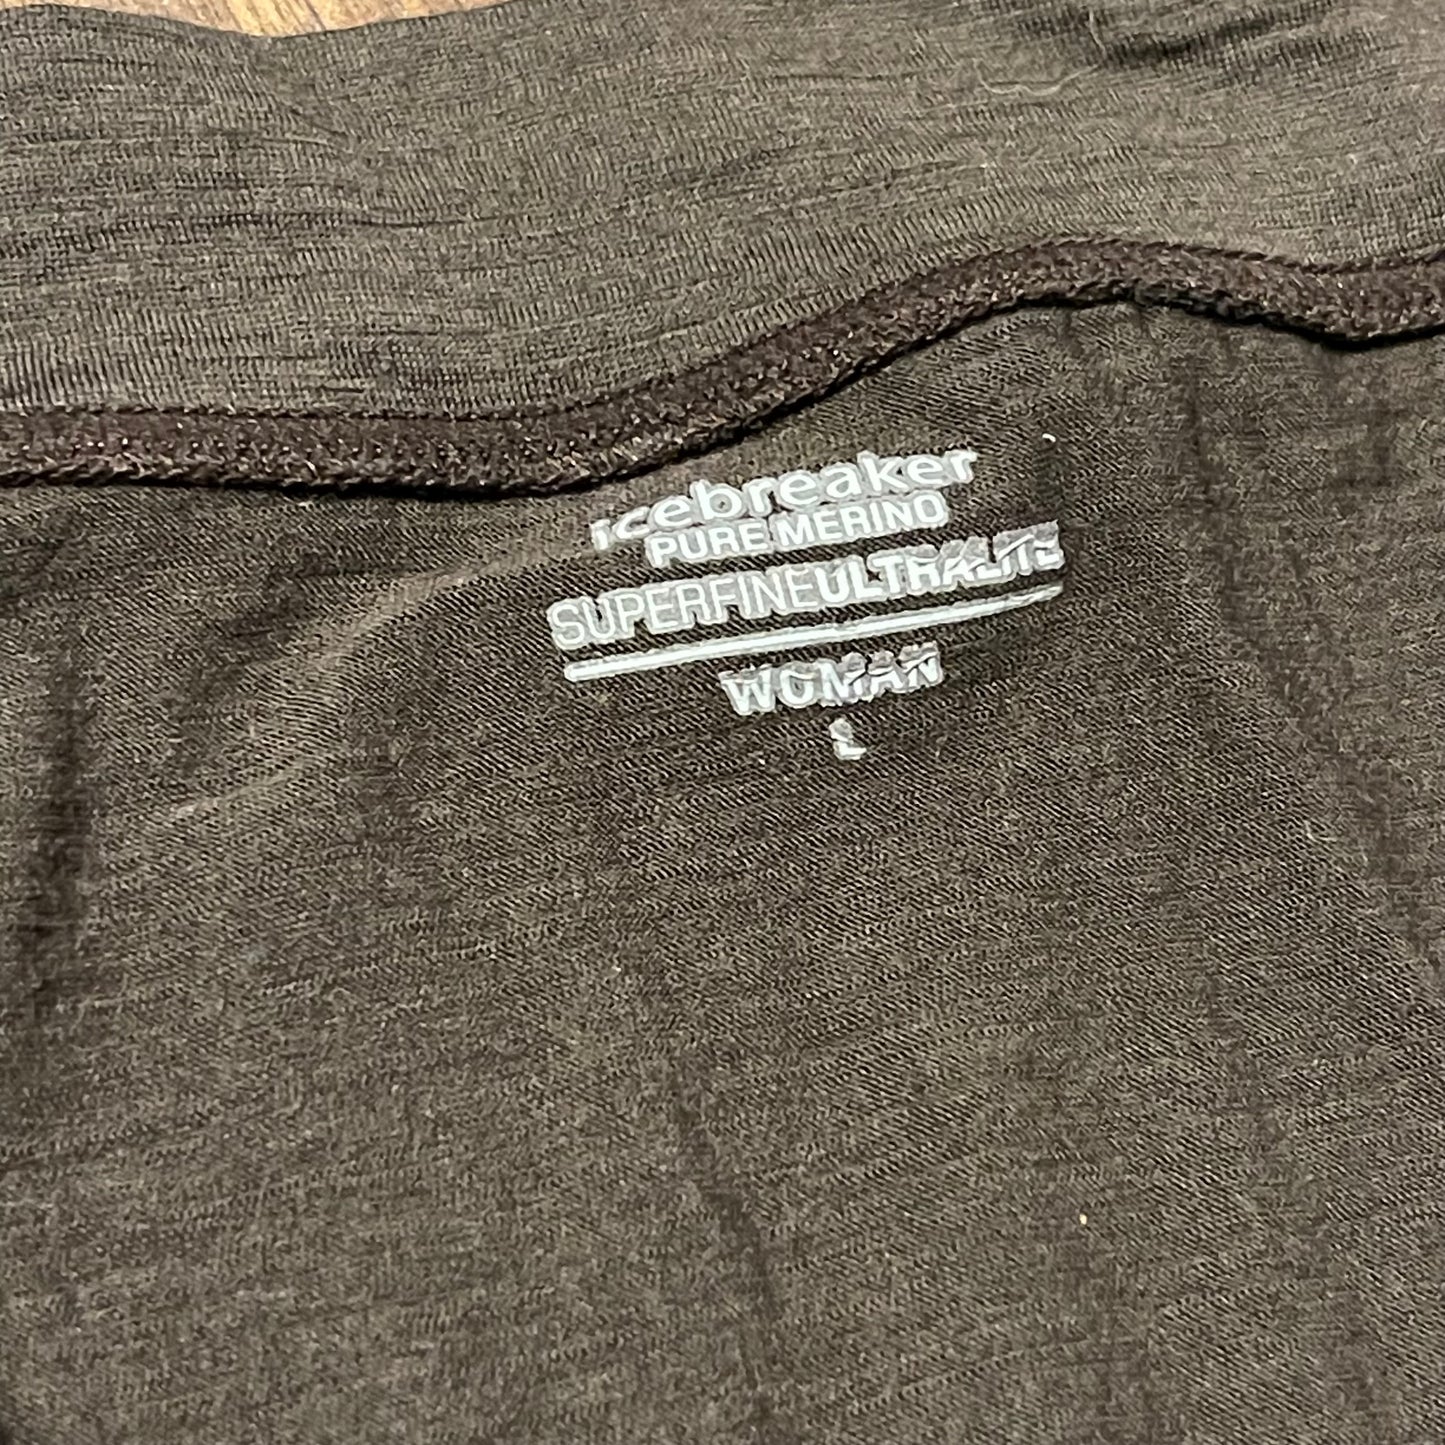 icebreaker
PURE MERINO
SUPERFINEULTRALITE
WOMAN
L